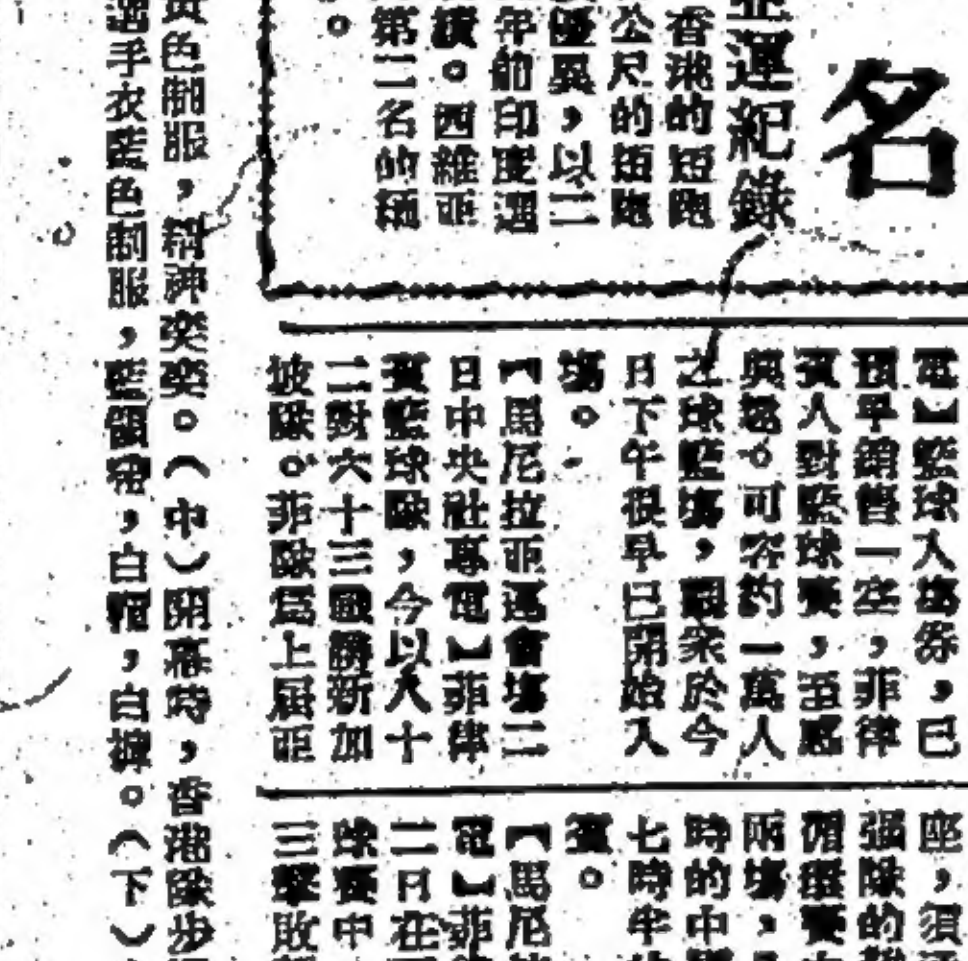 名
亞運紀錄
香港的短跑
公尺的短跑
優異，以二
年前印度選
績。西維亞
第二名的
。
電】籃球入場券，已
預早銷售一空，菲律
賓人對籃球賽，至感
興趣。可容約一萬人
之球籃場，觀眾於今
日下午很早已開始入
場。
【馬尼拉亞運會場二
日中央社專電】菲律
賓籃球隊，今以八十
二對六十三國勝新加
坡隊。菲隊爲上屆亞
座，須
强隊的
兩場，
時的中
七時半
賓。
【馬尼
電】菲
二日在
球賽中
三擊敗
黃色制服，精神奕奕。（中）開幕時，香港隊步
選手衣藍色制服，藍領帶，白帽，白褲。（下）